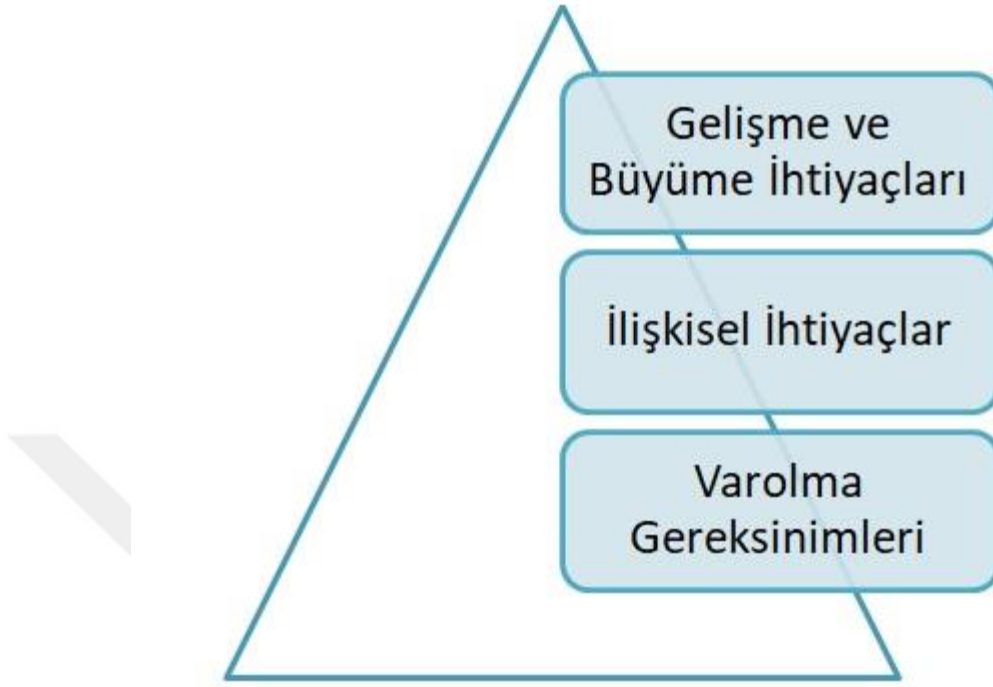 Gelişme ve
Büyüme İhtiyaçları
İlişkisel İhtiyaçlar
Varolma
Gereksinimleri